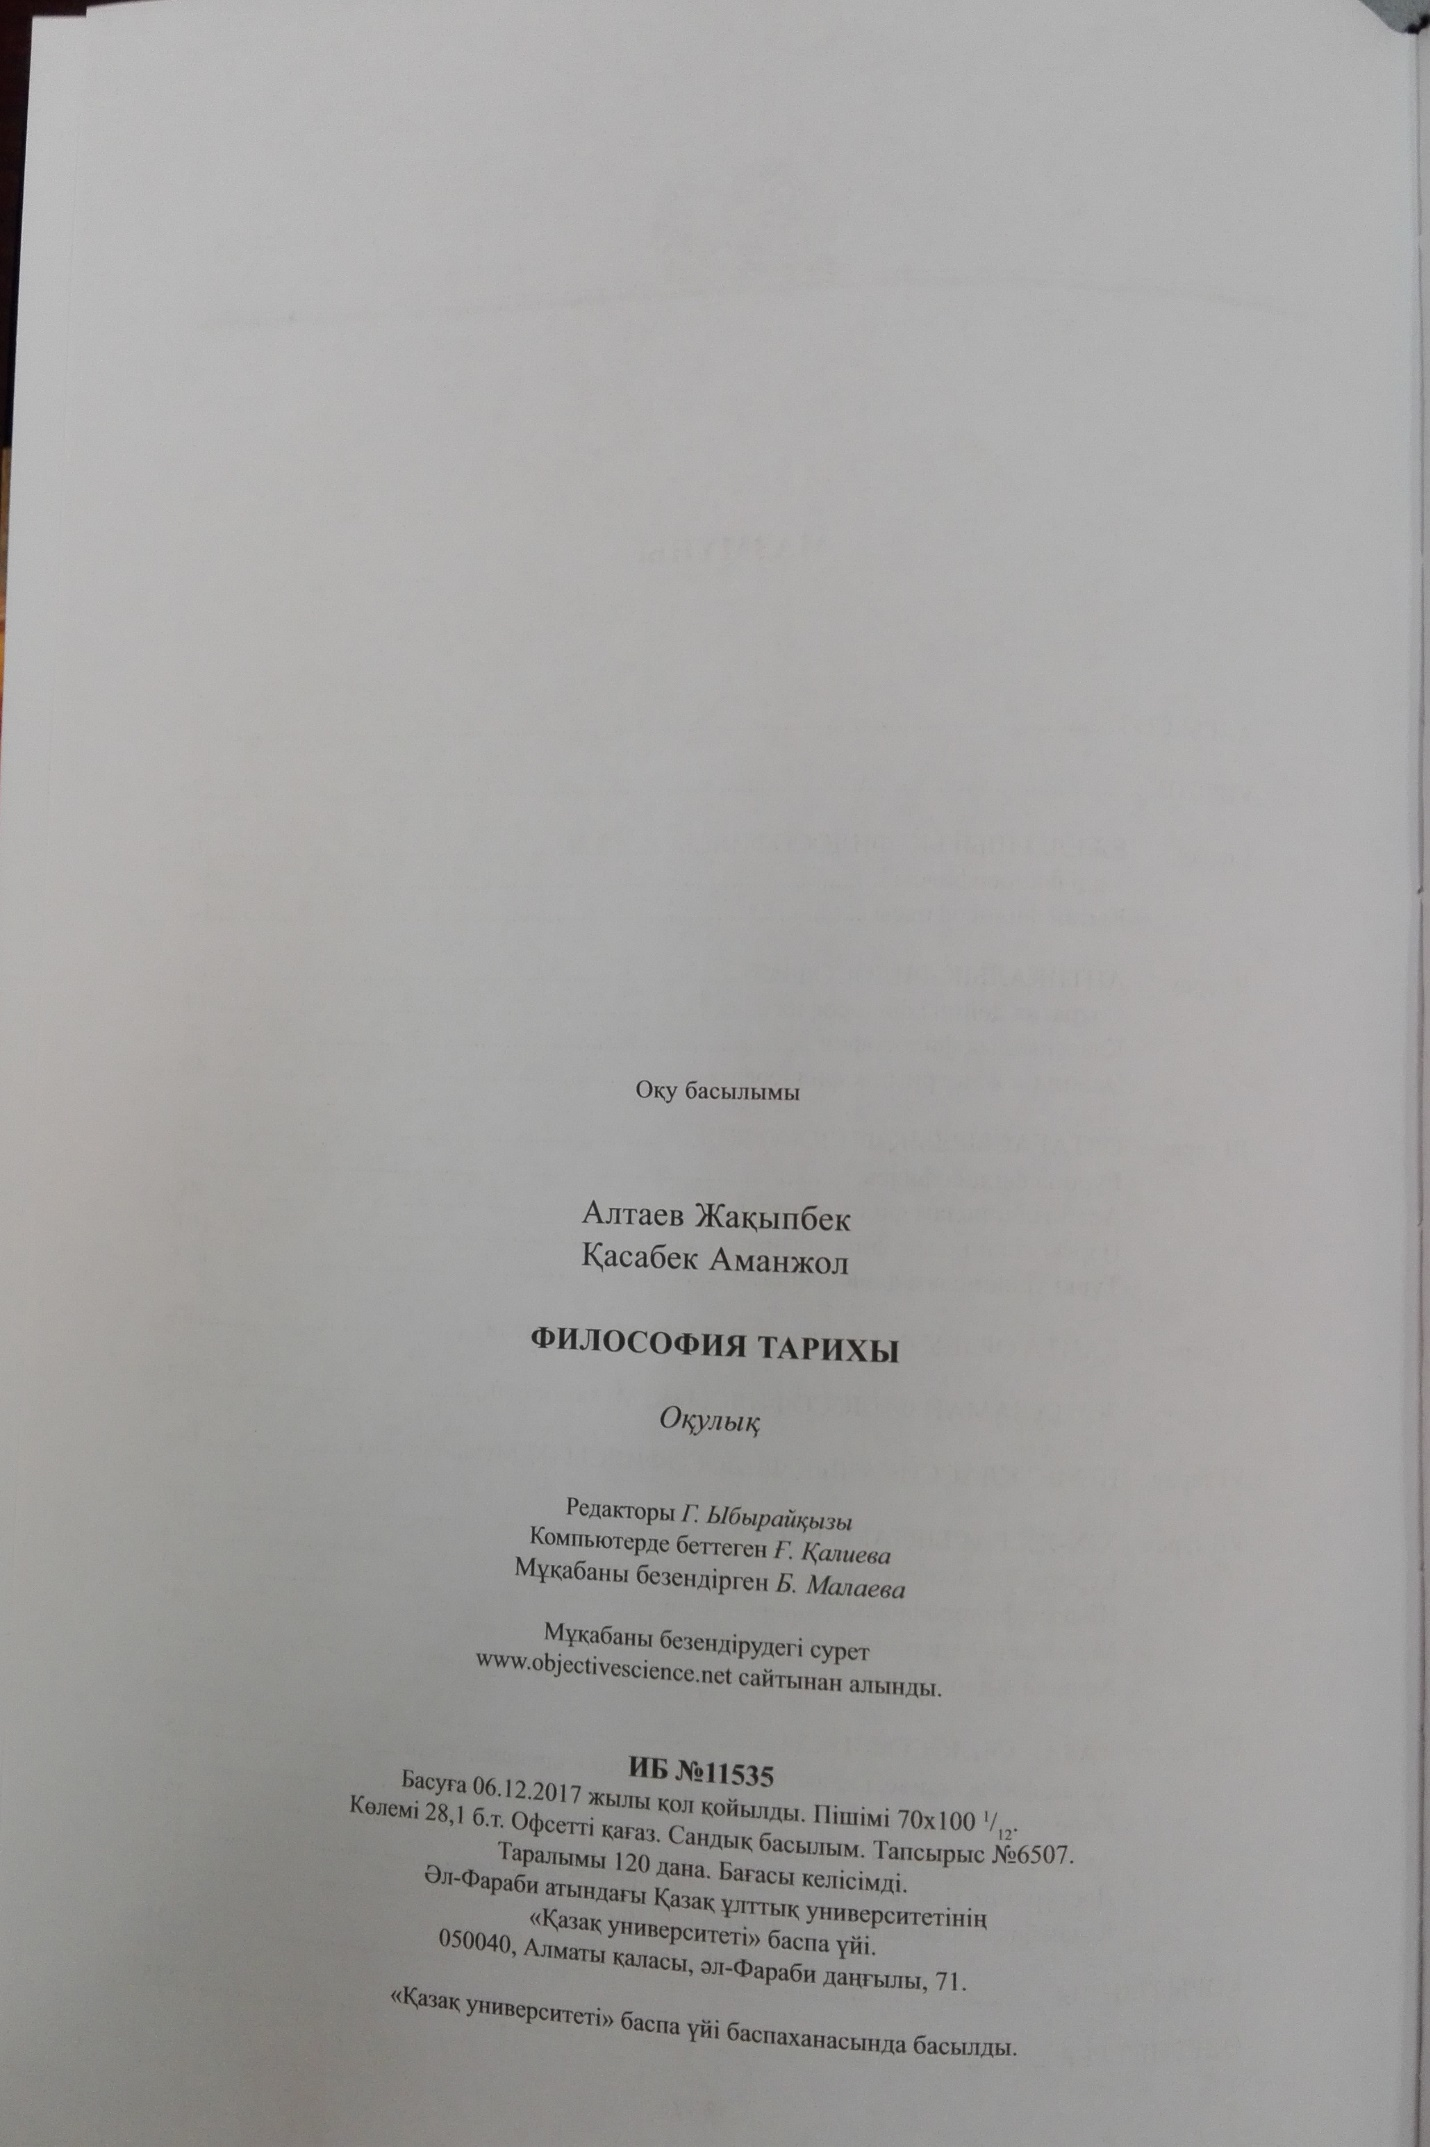 Оқу басылымы
Алтаев Жақыпбек
Қасабек Аманжол
ФИЛОСОФИЯ ТАРИХЫ
Оқулық
Редакторы Г. Ыбырайқызы
Компьютерде беттеген Ғ. Қалиева
Мұқабаны безендірген Б. Малаева
Мұқабаны безендірудегі сурет
www.objectivescience.net сайтынан алынды.
ИБ №11535
Басуға 06.12.2017 жылы қол қойылды. Пішімі 70х100 1/12.
Көлемі 28,1 б.т. Офсетті қағаз. Сандық басылым. Тапсырыс №6507.
Таралымы 120 дана. Бағасы келісімді.
Әл-Фараби атындағы Қазақ ұлттық университетінің
«Қазақ университеті» баспа үйі.
050040, Алматы қаласы, әл-Фараби даңғылы, 71.
«Қазақ университеті» баспа үйі баспаханасында басылды.